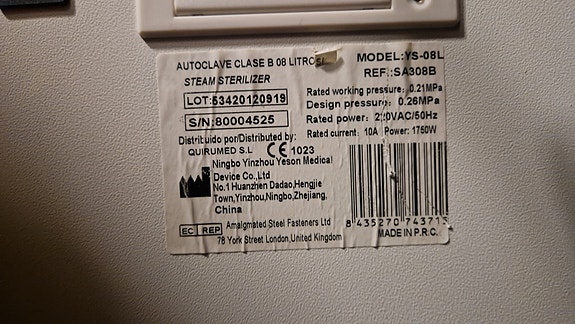 AUTOCLAVE CLASE B 08 LITROS/
STEAM STERILIZER
LOT:53420120919
S/N:80004525
Distribuido por/Distributed by:
QUIRUMED S.L CE 1023
Ningbo Yinzhou Yeson Medical
Device Co.,Ltd
No.1 Huanzhen Dadao,Hengjie
Town,Yinzhou,Ningbo,Zhejiang,
China
EC REP Amalgmated Steel Fasteners Ltd
78 York Street London,United Kingdom
MODEL:YS-08L
REF.:SA308B
Rated working pressure: 0.21MPa
Design pressure: 0.26MPa
Rated power: 220VAC/50Hz
Rated current: 10A Power: 1750W
8 435270 74371
MADE IN P.R.C.